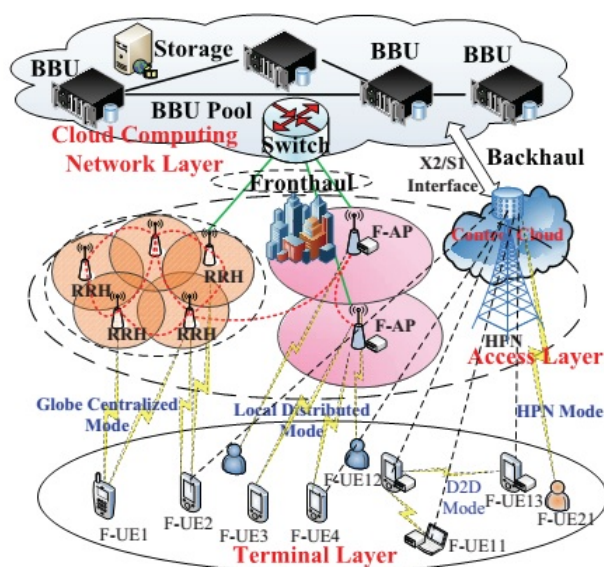 Storage
BBU
BBU
BBU
BBU Pool
Cloud Computing
Network Layer
Switch
X2/S1
Interface
Backhaul
Fronthaul
F-AP
Control Cloud
RRH
RRH
RRH
RRH
RRH
F-AP
HPN
Access Layer
Globe Centralized
Mode
Local Distributed
Mode
HPN Mode
F-UE12
D2D
Mode
F-UE13
F-UE21
F-UE1
F-UE2
F-UE3
F-UE4
F-UE11
Terminal Layer